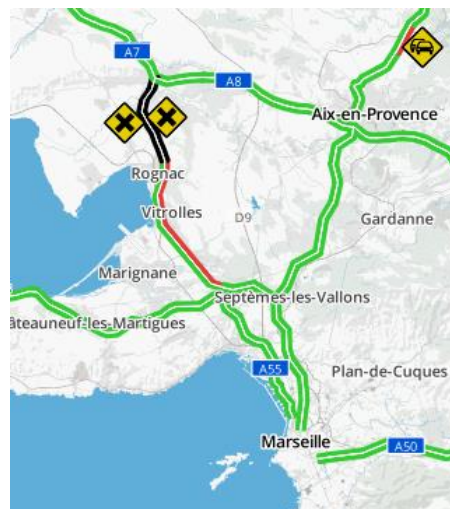 A7
A8
Aix-en-Provence
Rognac
Vitrolles
D9
Gardanne
Marignane
Septèmes-les-Vallons
âteauneuf-les-Martigues
A55
Plan-de-Cuques
Marseille
A50